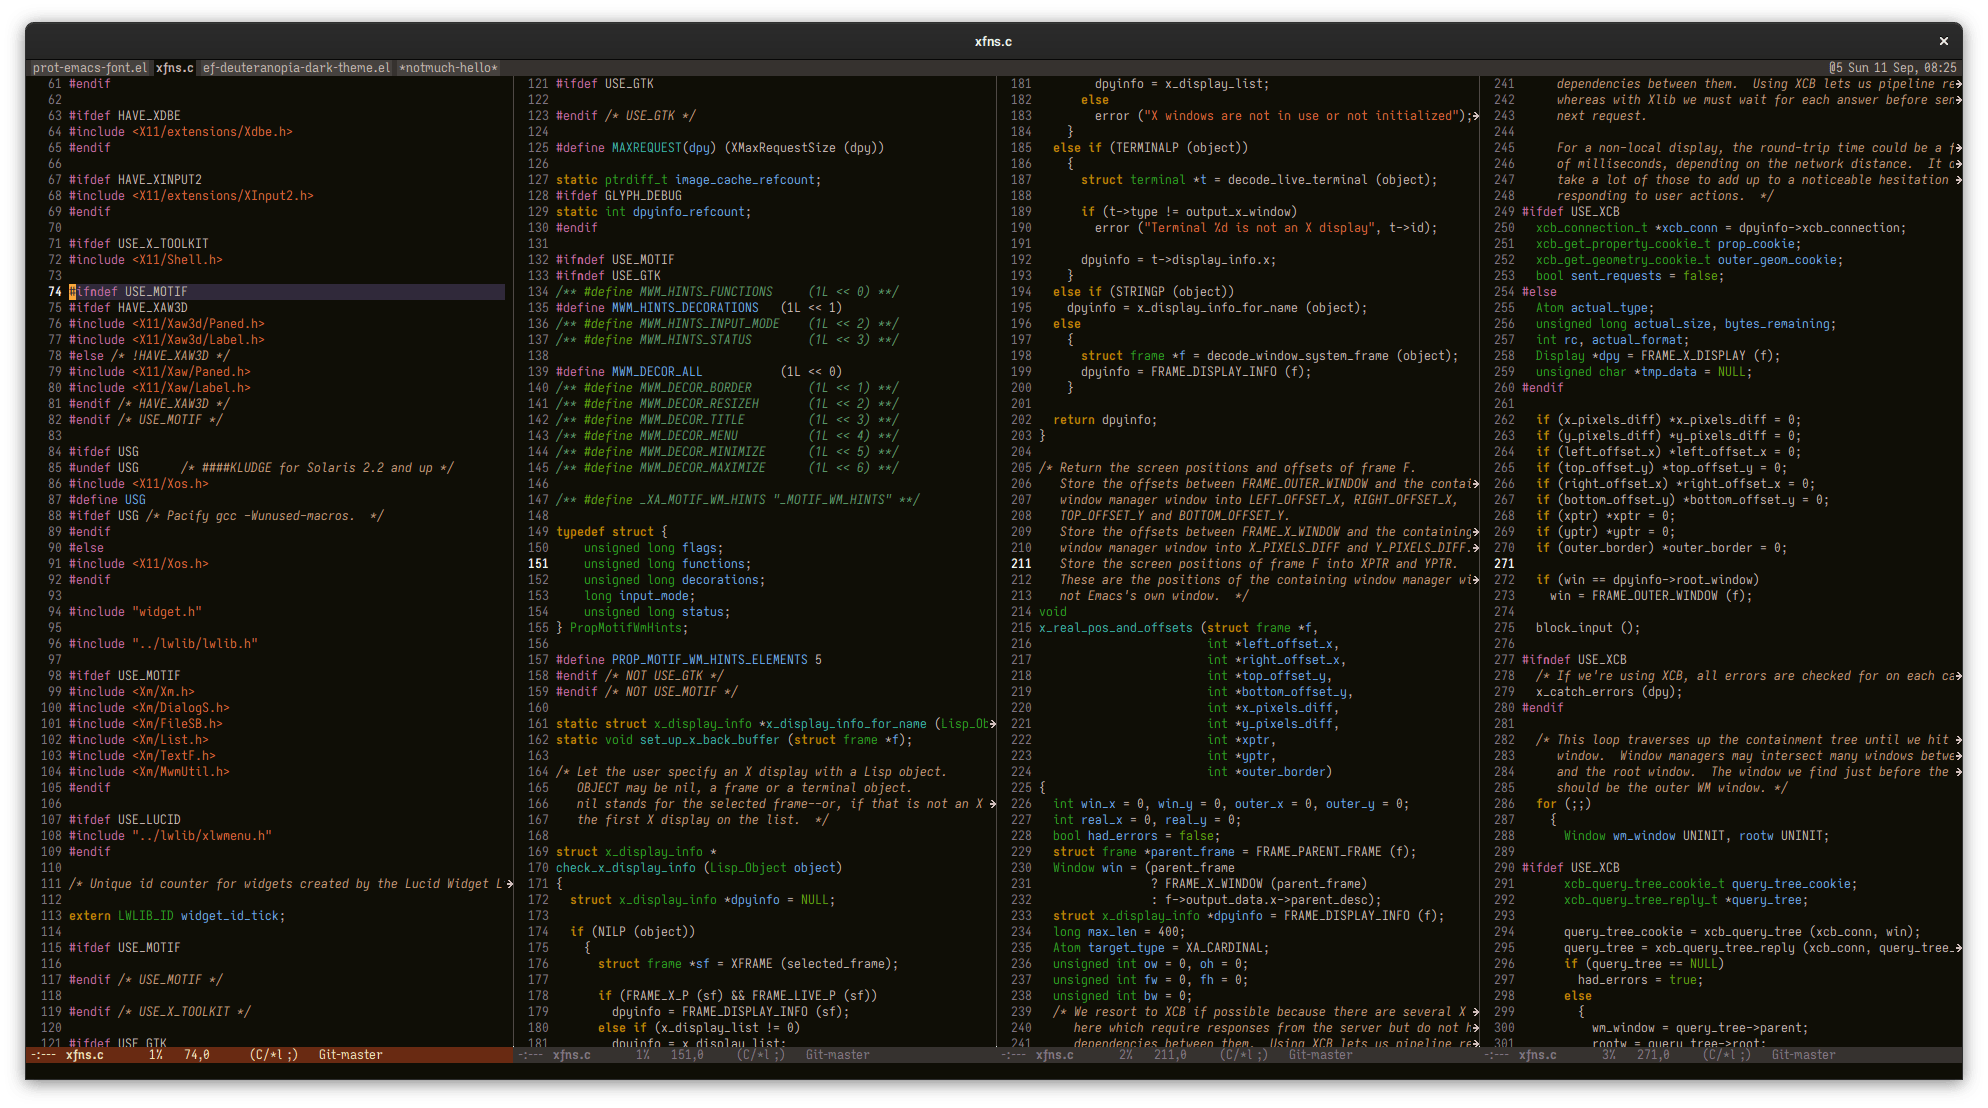 xfns.c
prot-emacs-font.el xfns.c ef-deuteranopia-dark-theme.el *notmuch-hello*
@5 Sun 11 Sep, 08:25
61 #endif
62
63 #ifdef HAVE_XDBE
64 #include <X11/extensions/Xdbe.h>
65 #endif
66
67 #ifdef HAVE_XINPUT2
68 #include <X11/extensions/XInput2.h>
69 #endif
70
71 #ifdef USE_X_TOOLKIT
72 #include <X11/Shell.h>
73
74 #ifndef USE_MOTIF
75 #ifdef HAVE_XAW3D
76 #include <X11/Xaw3d/Paned.h>
77 #include <X11/Xaw3d/Label.h>
78 #else /* !HAVE_XAW3D */
79 #include <X11/Xaw/Paned.h>
80 #include <X11/Xaw/Label.h>
81 #endif /* HAVE_XAW3D */
82 #endif /* USE_MOTIF */
83
84 #ifdef USG
85 #undef USG      /* ####KLUDGE for Solaris 2.2 and up */
86 #include <X11/Xos.h>
87 #define USG
88 #ifdef USG /* Pacify gcc -Wunused-macros.  */
89 #endif
90 #else
91 #include <X11/Xos.h>
92 #endif
93
94 #include "widget.h"
95
96 #include "../lwlib/lwlib.h"
97
98 #ifdef USE_MOTIF
99 #include <Xm/Xm.h>
100 #include <Xm/DialogS.h>
101 #include <Xm/FileSB.h>
102 #include <Xm/List.h>
103 #include <Xm/TextF.h>
104 #include <Xm/MwmUtil.h>
105 #endif
106
107 #ifdef USE_LUCID
108 #include "../lwlib/xlwmenu.h"
109 #endif
110
111 /* Unique id counter for widgets created by the Lucid Widget L
112
113 extern LWLIB_ID widget_id_tick;
114
115 #ifdef USE_MOTIF
116
117 #endif /* USE_MOTIF */
118
119 #endif /* USE_X_TOOLKIT */
120
121 #ifdef USE_GTK
-:--- xfns.c 1% 74,0 (C/*l ;) Git-master
121 #ifdef USE_GTK
122
123 #endif /* USE_GTK */
124
125 #define MAXREQUEST(dpy) (XMaxRequestSize (dpy))
126
127 static ptrdiff_t image_cache_refcount;
128 #ifdef GLYPH_DEBUG
129 static int dpyinfo_refcount;
130 #endif
131
132 #ifndef USE_MOTIF
133 #ifndef USE_GTK
134 /** #define MWM_HINTS_FUNCTIONS     (1L << 0) **/
135 #define MWM_HINTS_DECORATIONS   (1L << 1)
136 /** #define MWM_HINTS_INPUT_MODE    (1L << 2) **/
137 /** #define MWM_HINTS_STATUS        (1L << 3) **/
138
139 #define MWM_DECOR_ALL           (1L << 0)
140 /** #define MWM_DECOR_BORDER        (1L << 1) **/
141 /** #define MWM_DECOR_RESIZEH       (1L << 2) **/
142 /** #define MWM_DECOR_TITLE         (1L << 3) **/
143 /** #define MWM_DECOR_MENU          (1L << 4) **/
144 /** #define MWM_DECOR_MINIMIZE      (1L << 5) **/
145 /** #define MWM_DECOR_MAXIMIZE      (1L << 6) **/
146
147 /** #define _XA_MOTIF_WM_HINTS "_MOTIF_WM_HINTS" **/
148
149 typedef struct {
150     unsigned long flags;
151     unsigned long functions;
152     unsigned long decorations;
153     long input_mode;
154     unsigned long status;
155 } PropMotifWmHints;
156
157 #define PROP_MOTIF_WM_HINTS_ELEMENTS 5
158 #endif /* NOT USE_GTK */
159 #endif /* NOT USE_MOTIF */
160
161 static struct x_display_info *x_display_info_for_name (Lisp_Ob
162 static void set_up_x_back_buffer (struct frame *f);
163
164 /* Let the user specify an X display with a Lisp object.
165    OBJECT may be nil, a frame or a terminal object.
166    nil stands for the selected frame--or, if that is not an X
167    the first X display on the list.  */
168
169 struct x_display_info *
170 check_x_display_info (Lisp_Object object)
171 {
172   struct x_display_info *dpyinfo = NULL;
173
174   if (NILP (object))
175     {
176       struct frame *sf = XFRAME (selected_frame);
177
178       if (FRAME_X_P (sf) && FRAME_LIVE_P (sf))
179         dpyinfo = FRAME_DISPLAY_INFO (sf);
180       else if (x_display_list != 0)
181         dpyinfo = x_display_list;
-:--- xfns.c 1% 151,0 (C/*l ;) Git-master
181         dpyinfo = x_display_list;
182       else
183         error ("X windows are not in use or not initialized");
184     }
185   else if (TERMINALP (object))
186     {
187       struct terminal *t = decode_live_terminal (object);
188
189       if (t->type != output_x_window)
190         error ("Terminal %d is not an X display", t->id);
191
192       dpyinfo = t->display_info.x;
193     }
194   else if (STRINGP (object))
195     dpyinfo = x_display_info_for_name (object);
196   else
197     {
198       struct frame *f = decode_window_system_frame (object);
199       dpyinfo = FRAME_DISPLAY_INFO (f);
200     }
201
202   return dpyinfo;
203 }
204
205 /* Return the screen positions and offsets of frame F.
206    Store the offsets between FRAME_OUTER_WINDOW and the contai
207    window manager window into LEFT_OFFSET_X, RIGHT_OFFSET_X,
208    TOP_OFFSET_Y and BOTTOM_OFFSET_Y.
209    Store the offsets between FRAME_X_WINDOW and the containing
210    window manager window into X_PIXELS_DIFF and Y_PIXELS_DIFF.
211    Store the screen positions of frame F into XPTR and YPTR.
212    These are the positions of the containing window manager wi
213    not Emacs's own window.  */
214 void
215 x_real_pos_and_offsets (struct frame *f,
216                         int *left_offset_x,
217                         int *right_offset_x,
218                         int *top_offset_y,
219                         int *bottom_offset_y,
220                         int *x_pixels_diff,
221                         int *y_pixels_diff,
222                         int *xptr,
223                         int *yptr,
224                         int *outer_border)
225 {
226   int win_x = 0, win_y = 0, outer_x = 0, outer_y = 0;
227   int real_x = 0, real_y = 0;
228   bool had_errors = false;
229   struct frame *parent_frame = FRAME_PARENT_FRAME (f);
230   Window win = (parent_frame
231                 ? FRAME_X_WINDOW (parent_frame)
232                 : f->output_data.x->parent_desc);
233   struct x_display_info *dpyinfo = FRAME_DISPLAY_INFO (f);
234   long max_len = 400;
235   Atom target_type = XA_CARDINAL;
236   unsigned int ow = 0, oh = 0;
237   unsigned int fw = 0, fh = 0;
238   unsigned int bw = 0;
239   /* We resort to XCB if possible because there are several X
240      here which require responses from the server but do not h
241      dependencies between them.  Using XCB lets us pipeline re
-:--- xfns.c 2% 211,0 (C/*l ;) Git-master
241      dependencies between them.  Using XCB lets us pipeline re
242      whereas with Xlib we must wait for each answer before sen
243      next request.
244
245      For a non-local display, the round-trip time could be a f
246      of milliseconds, depending on the network distance.  It d
247      take a lot of those to add up to a noticeable hesitation
248      responding to user actions.  */
249 #ifdef USE_XCB
250   xcb_connection_t *xcb_conn = dpyinfo->xcb_connection;
251   xcb_get_property_cookie_t prop_cookie;
252   xcb_get_geometry_cookie_t outer_geom_cookie;
253   bool sent_requests = false;
254 #else
255   Atom actual_type;
256   unsigned long actual_size, bytes_remaining;
257   int rc, actual_format;
258   Display *dpy = FRAME_X_DISPLAY (f);
259   unsigned char *tmp_data = NULL;
260 #endif
261
262   if (x_pixels_diff) *x_pixels_diff = 0;
263   if (y_pixels_diff) *y_pixels_diff = 0;
264   if (left_offset_x) *left_offset_x = 0;
265   if (top_offset_y) *top_offset_y = 0;
266   if (right_offset_x) *right_offset_x = 0;
267   if (bottom_offset_y) *bottom_offset_y = 0;
268   if (xptr) *xptr = 0;
269   if (yptr) *yptr = 0;
270   if (outer_border) *outer_border = 0;
271
272   if (win == dpyinfo->root_window)
273     win = FRAME_OUTER_WINDOW (f);
274
275   block_input ();
276
277 #ifndef USE_XCB
278   /* If we're using XCB, all errors are checked for on each ca
279   x_catch_errors (dpy);
280 #endif
281
282   /* This loop traverses up the containment tree until we hit
283      window.  Window managers may intersect many windows betwe
284      and the root window.  The window we find just before the
285      should be the outer WM window. */
286   for (;;)
287     {
288       Window wm_window UNINIT, rootw UNINIT;
289
290 #ifdef USE_XCB
291       xcb_query_tree_cookie_t query_tree_cookie;
292       xcb_query_tree_reply_t *query_tree;
293
294       query_tree_cookie = xcb_query_tree (xcb_conn, win);
295       query_tree = xcb_query_tree_reply (xcb_conn, query_tree_
296       if (query_tree == NULL)
297         had_errors = true;
298       else
299         {
300           wm_window = query_tree->parent;
301           rootw = query_tree->root;
-:--- xfns.c 3% 271,0 (C/*l ;) Git-master